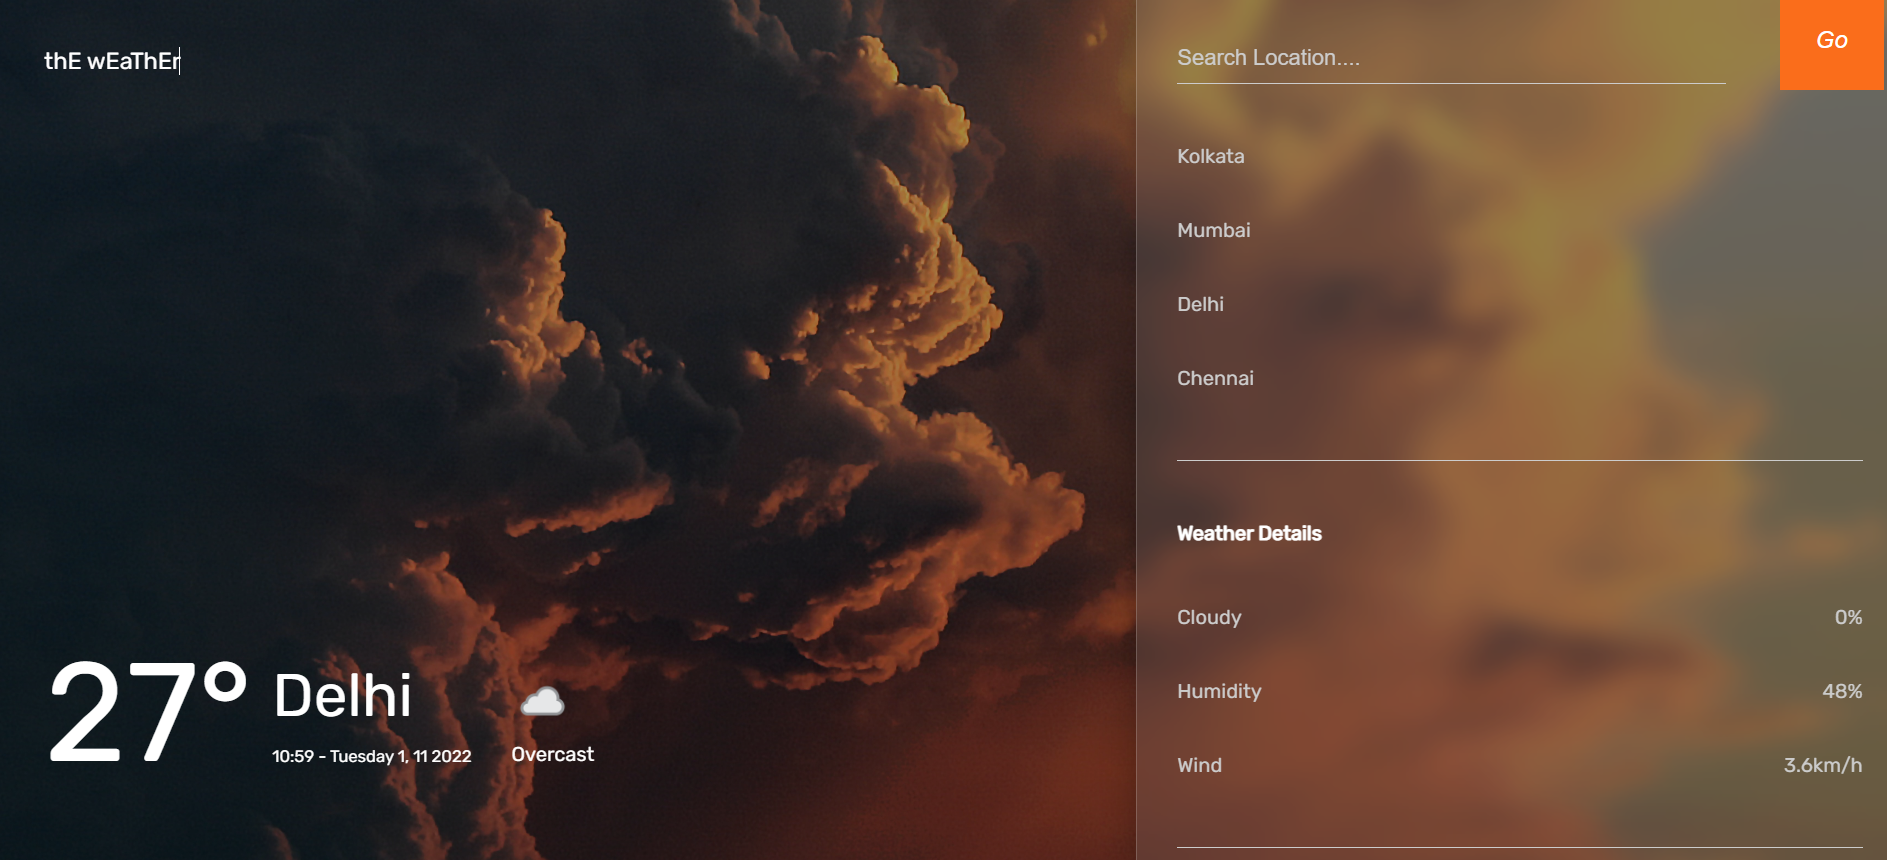 thE wEaThEr
27°
Delhi
10:59 - Tuesday 1, 11 2022
Overcast
Search Location....
Go
Kolkata
Mumbai
Delhi
Chennai
Weather Details
Cloudy 0%
Humidity 48%
Wind 3.6km/h